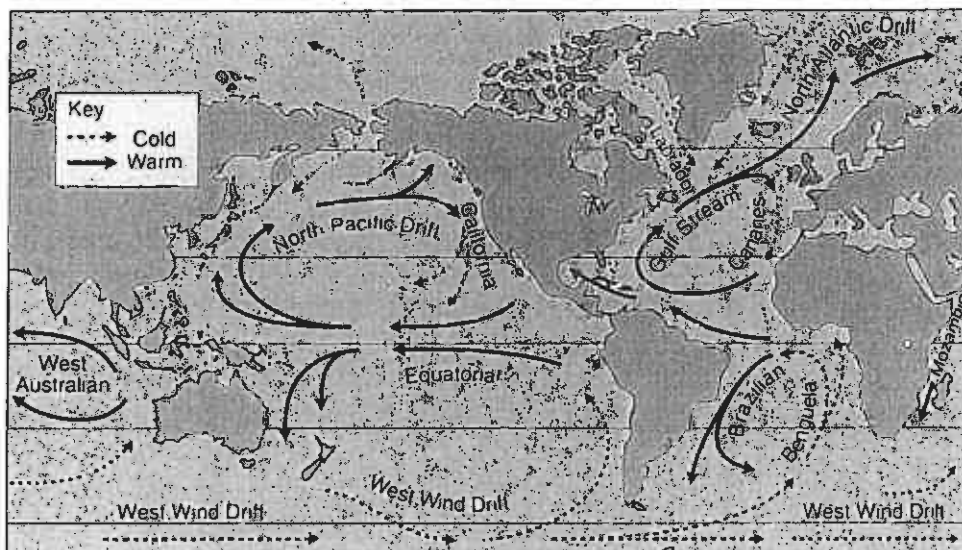 Key
Cold
Warm
North Atlantic Drift
Labrador
Gulf Stream
Canaries
North Pacific Drift
California
West
Australian
Equatorial
Brazilian
Benguela
Mozambique
West Wind Drift
West Wind Drift
West Wind Drift